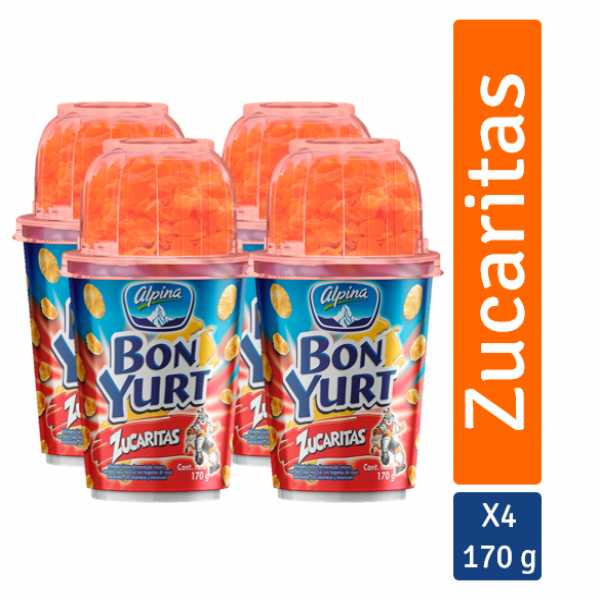 alpina
BON
YURT
ZUCARITAS
Cont.
170 g
alpina
BON
YURT
ZUCARITAS
Cont.
170 g
Zucaritas
X4
170 g